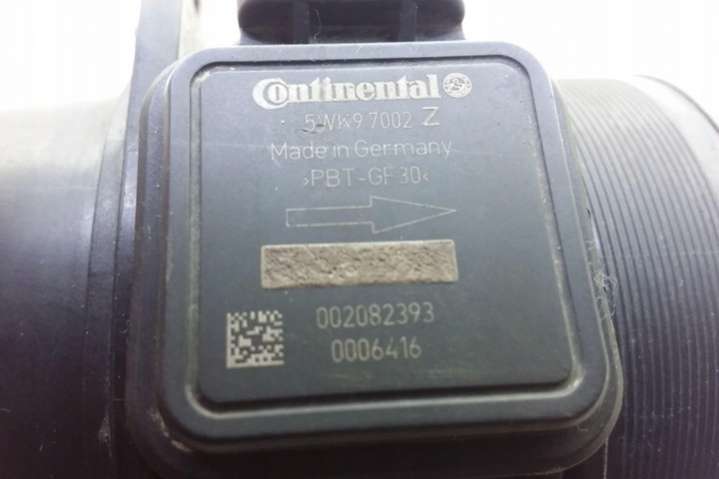 Continental
5WK9 7002 Z
Made in Germany
>PBT-GF30<
002082393
0006416